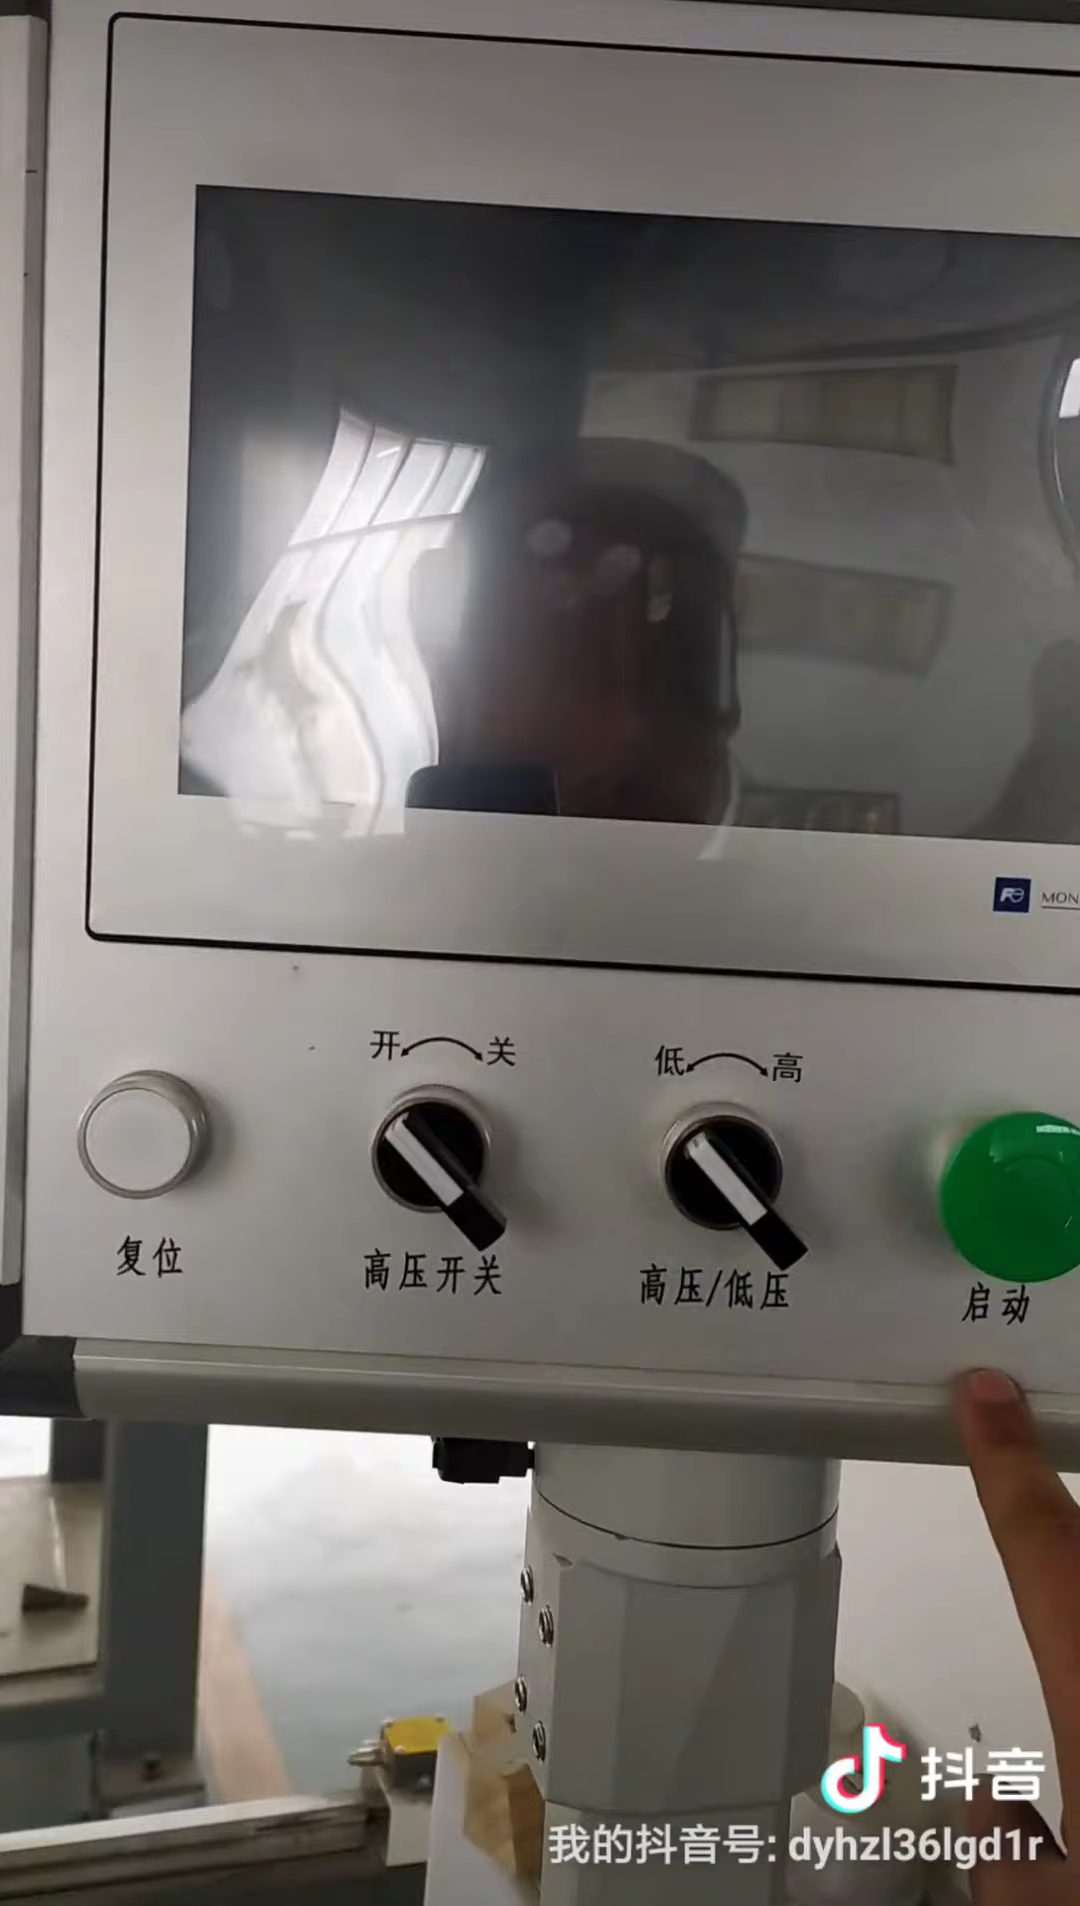 MON
开 关
低 高
复位
高压开关
高压/低压
启动
抖音
我的抖音号: dyhzl36lgd1r